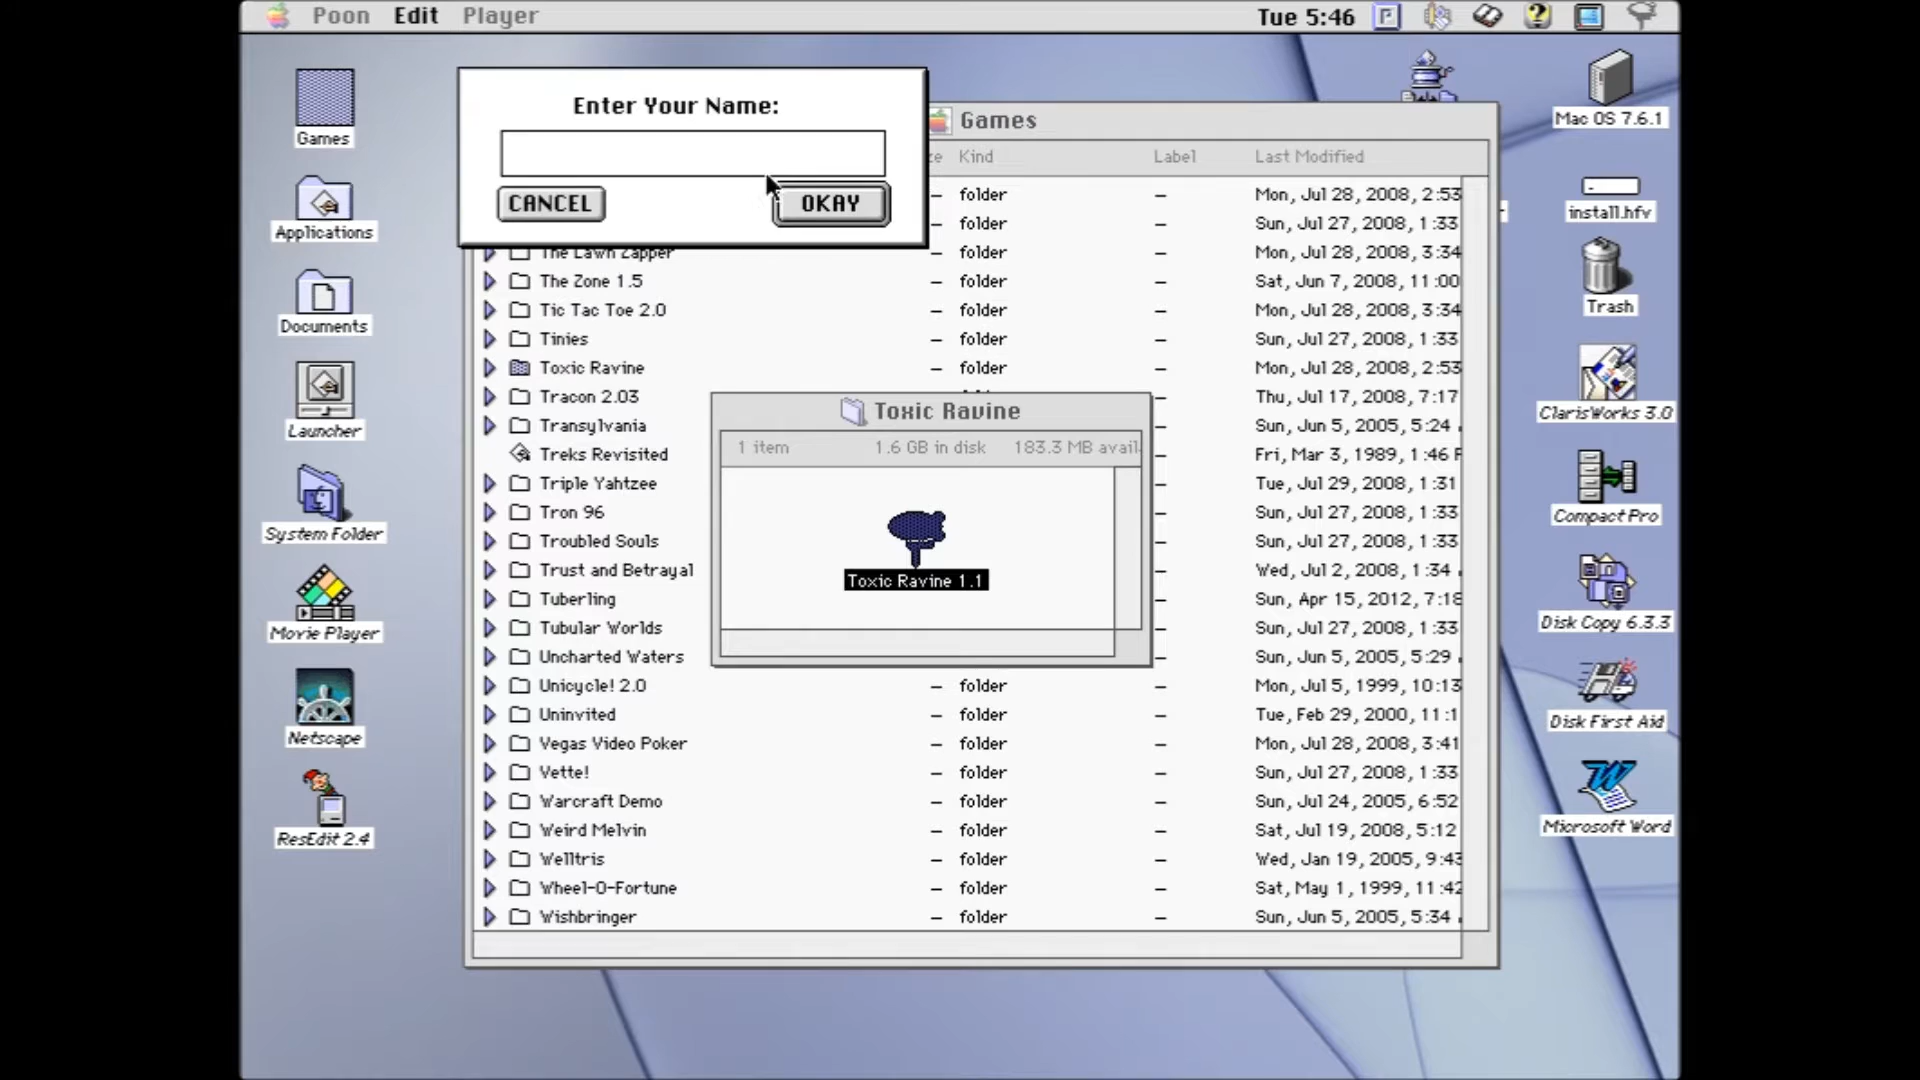 Poon Edit Player Tue 5:46
Enter Your Name:
CANCEL OKAY
Games
Kind Label Last Modified
folder – Mon, Jul 28, 2008, 2:53
folder – Sun, Jul 27, 2008, 1:33
The Lawn Zapper – folder – Mon, Jul 28, 2008, 3:34
The Zone 1.5 – folder – Sat, Jun 7, 2008, 11:00
Tic Tac Toe 2.0 – folder – Mon, Jul 28, 2008, 3:34
Tinies – folder – Sun, Jul 27, 2008, 1:33
Toxic Ravine – folder – Mon, Jul 28, 2008, 2:53
Tracon 2.03 – Thu, Jul 17, 2008, 7:17
Transylvania – Sun, Jun 5, 2005, 5:24
Treks Revisited – Fri, Mar 3, 1989, 1:46
Triple Yahtzee – Tue, Jul 29, 2008, 1:31
Tron 96 – Sun, Jul 27, 2008, 1:33
Troubled Souls – Sun, Jul 27, 2008, 1:33
Trust and Betrayal – Wed, Jul 2, 2008, 1:34
Tuberling – Sun, Apr 15, 2012, 7:18
Tubular Worlds – Sun, Jul 27, 2008, 1:33
Uncharted Waters – Sun, Jun 5, 2005, 5:29
Unicycle! 2.0 – folder – Mon, Jul 5, 1999, 10:13
Uninvited – folder – Tue, Feb 29, 2000, 11:1
Vegas Video Poker – folder – Mon, Jul 28, 2008, 3:41
Vette! – folder – Sun, Jul 27, 2008, 1:33
Warcraft Demo – folder – Sun, Jul 24, 2005, 6:52
Weird Melvin – folder – Sat, Jul 19, 2008, 5:12
Welltris – folder – Wed, Jan 19, 2005, 9:43
Wheel-O-Fortune – folder – Sat, May 1, 1999, 11:42
Wishbringer – folder – Sun, Jun 5, 2005, 5:34
Toxic Ravine
1 item 1.6 GB in disk 183.3 MB avail
Toxic Ravine 1.1
Games
Applications
Documents
Launcher
System Folder
Movie Player
Netscape
ResEdit 2.4
Mac OS 7.6.1
install.hfv
Trash
ClarisWorks 3.0
Compact Pro
Disk Copy 6.3.3
Disk First Aid
Microsoft Word